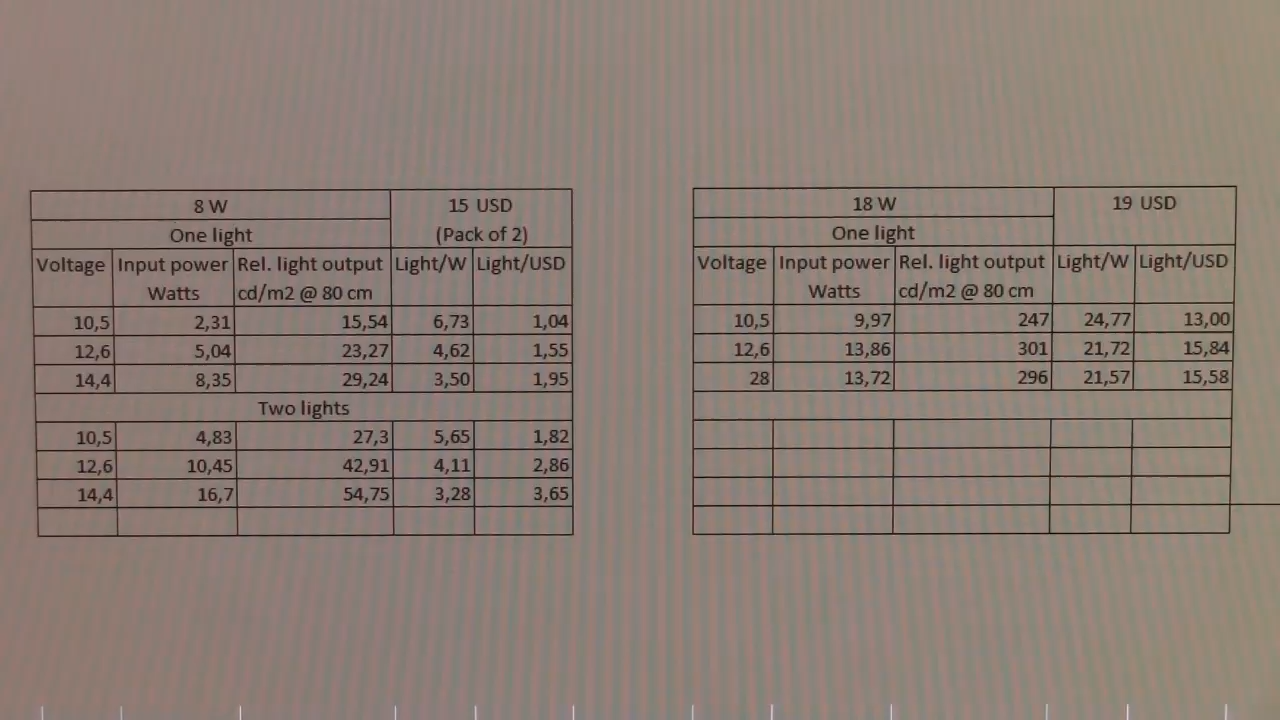 8 W 15 USD
One light (Pack of 2)
Voltage Input power Rel. light output Light/W Light/USD
Watts cd/m2 @ 80 cm
10,5 2,31 15,54 6,73 1,04
12,6 5,04 23,27 4,62 1,55
14,4 8,35 29,24 3,50 1,95
Two lights
10,5 4,83 27,3 5,65 1,82
12,6 10,45 42,91 4,11 2,86
14,4 16,7 54,75 3,28 3,65
18 W 19 USD
One light
Voltage Input power Rel. light output Light/W Light/USD
Watts cd/m2 @ 80 cm
10,5 9,97 247 24,77 13,00
12,6 13,86 301 21,72 15,84
28 13,72 296 21,57 15,58